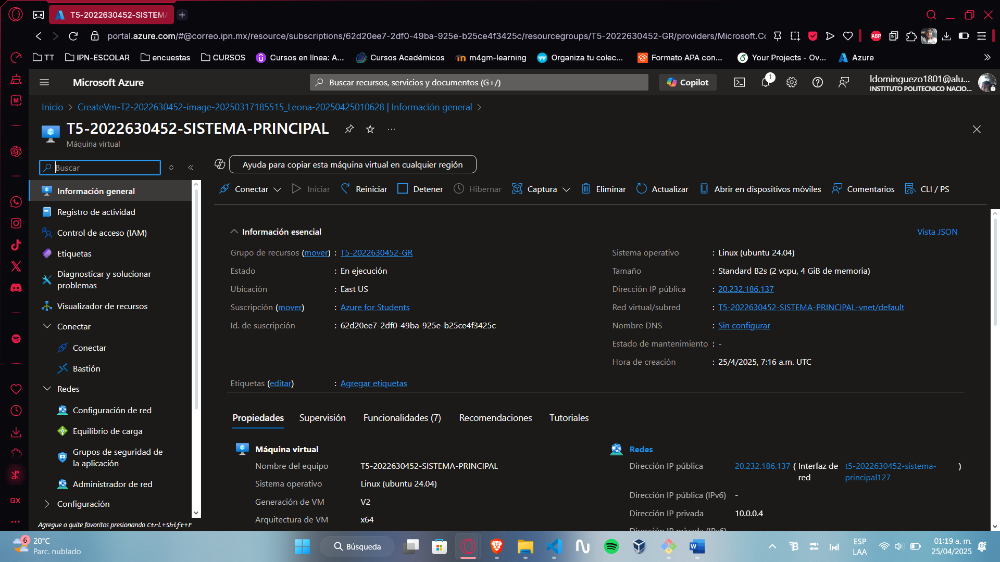 T5-2022630452-SISTEMA
portal.azure.com/#@correo.ipn.mx/resource/subscriptions/62d20ee7-2df0-49ba-925e-b25ce4f3425c/resourcegroups/T5-2022630452-GR/providers/Microsoft.Cc
ABP
TT
IPN-ESCOLAR
encuestas
CURSOS
Cursos en línea: A...
Cursos Académicos
m4gm-learning
Organiza tu colec...
Formato APA con...
Your Projects - Ov...
Azure
Microsoft Azure
Buscar recursos, servicios y documentos (G+/)
Copilot
1
ldominguezo1801@alu...
INSTITUTO POLITECNICO NACIO...
Inicio > CreateVm-T2-2022630452-image-20250317185515_Leona-20250425010628 | Información general >
T5-2022630452-SISTEMA-PRINCIPAL
Máquina virtual
Buscar
Ayuda para copiar esta máquina virtual en cualquier región
Conectar
Iniciar
Reiniciar
Detener
Hibernar
Captura
Eliminar
Actualizar
Abrir en dispositivos móviles
Comentarios
CLI / PS
Información general
Registro de actividad
Control de acceso (IAM)
Etiquetas
Diagnosticar y solucionar
problemas
Visualizador de recursos
Conectar
Conectar
Bastión
Redes
Configuración de red
Equilibrio de carga
Grupos de seguridad de
la aplicación
Administrador de red
Configuración
Agregue o quite favoritos presionando Ctrl+Shift+F
GX
Información esencial
Vista JSON
Grupo de recursos (mover) : T5-2022630452-GR
Estado : En ejecución
Ubicación : East US
Suscripción (mover) : Azure for Students
Id. de suscripción : 62d20ee7-2df0-49ba-925e-b25ce4f3425c
Sistema operativo : Linux (ubuntu 24.04)
Tamaño : Standard B2s (2 vcpu, 4 GiB de memoria)
Dirección IP pública : 20.232.186.137
Red virtual/subred : T5-2022630452-SISTEMA-PRINCIPAL-vnet/default
Nombre DNS : Sin configurar
Estado de mantenimiento : -
Hora de creación : 25/4/2025, 7:16 a.m. UTC
Etiquetas (editar) : Agregar etiquetas
Propiedades
Supervisión
Funcionalidades (7)
Recomendaciones
Tutoriales
Máquina virtual
Nombre del equipo T5-2022630452-SISTEMA-PRINCIPAL
Sistema operativo Linux (ubuntu 24.04)
Generación de VM V2
Arquitectura de VM x64
Redes
Dirección IP pública 20.232.186.137 ( Interfaz de t5-2022630452-sistema- )
red principal127
Dirección IP pública (IPv6) -
Dirección IP privada 10.0.0.4
Dirección IP privada (IPv6)
6
20°C
Parc. nublado
Búsqueda
ESP
LAA
01:19 a. m.
25/04/2025